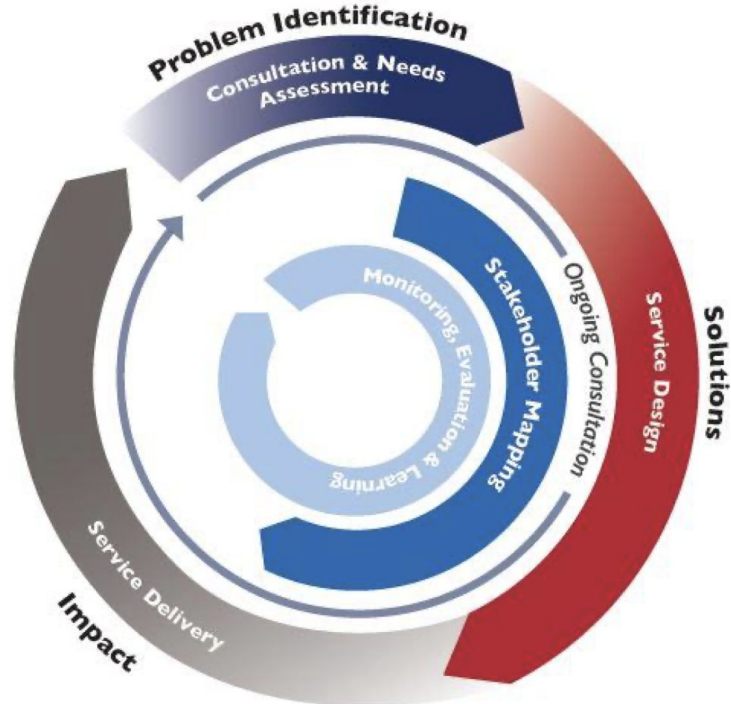 Problem Identification
Consultation & Needs
Assessment
Stakeholder Mapping
Monitoring, Evaluation & Learning
Ongoing Consultation
Service Design
Solutions
Service Delivery
Impact